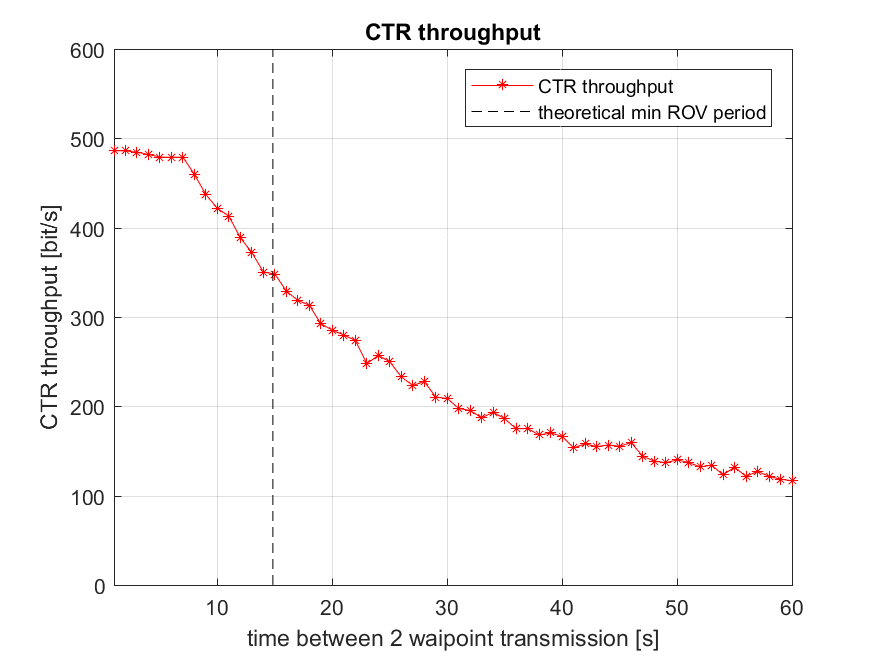 CTR throughput
CTR throughput
theoretical min ROV period
CTR throughput [bit/s]
600
500
400
300
200
100
0
10 20 30 40 50 60
time between 2 waipoint transmission [s]